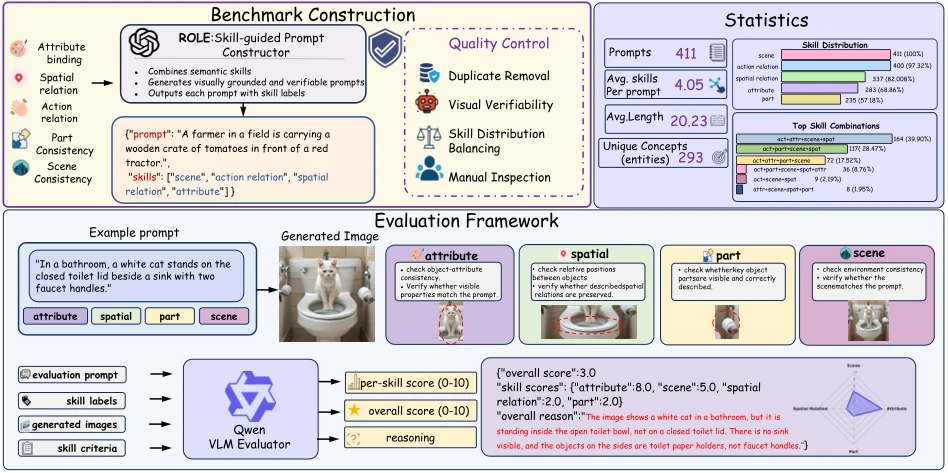 Benchmark Construction
Attribute
binding
Spatial
relation
Action
relation
Part
Consistency
Scene
Consistency
ROLE:Skill-guided Prompt
Constructor
• Combines semantic skills
• Generates visually grounded and verifiable prompts
• Outputs each prompt with skill labels
{"prompt": "A farmer in a field is carrying a
wooden crate of tomatoes in front of a red
tractor.",
"skills": ["scene", "action relation", "spatial
relation", "attribute"] }
Quality Control
Duplicate Removal
Visual Verifiability
Skill Distribution
Balancing
Manual Inspection
Statistics
Prompts 411
Avg. skills
Per prompt 4.05
Avg.Length 20,23
Unique Concepts
(entities) 293
Skill Distribution
scene 411 (100%)
action relation 400 (97.32%)
spatial relation 337 (82.008%)
attribute 283 (68.86%)
part 235 (57.18%)
Top Skill Combinations
act+attr+scene+spat 164 (39.90%)
act+part+scene+spat 117( 28.47%)
act+attr+part+scene 72 (17.52%)
act+part+scene+spat+attr 36 (8.76%)
act+scene+spat 9 (2.19%)
attr+scene+spat+part 8 (1.95%)
Evaluation Framework
Example prompt
"In a bathroom, a white cat stands on the
closed toilet lid beside a sink with two
faucet handles."
attribute
spatial
part
scene
Generated Image
attribute
• check object-attribute
consistency.
• Verify whether visible
properties match the prompt.
spatial
• check relative positions
between objects
• verify whether describedspatial
relations are preserved.
part
• check whetherkey object
partsare visible and correctly
described.
scene
• check environment consistency
• verify whether the
scenematches the prompt.
evaluation prompt
skill labels
generated images
skill criteria
Qwen
VLM Evaluator
per-skill score (0-10)
overall score (0-10)
reasoning
{"overall score":3.0
"skill scores": {"attribute":8.0, "scene":5.0, "spatial
relation":2.0, "part":2.0}
"overall reason":"The image shows a white cat in a bathroom, but it is
standing inside the open toilet bowl, not on a closed toilet lid. There is no sink
visible, and the objects on the sides are toilet paper holders, not faucet handles."}
Scene
Spatial Relation
Attribute
Part